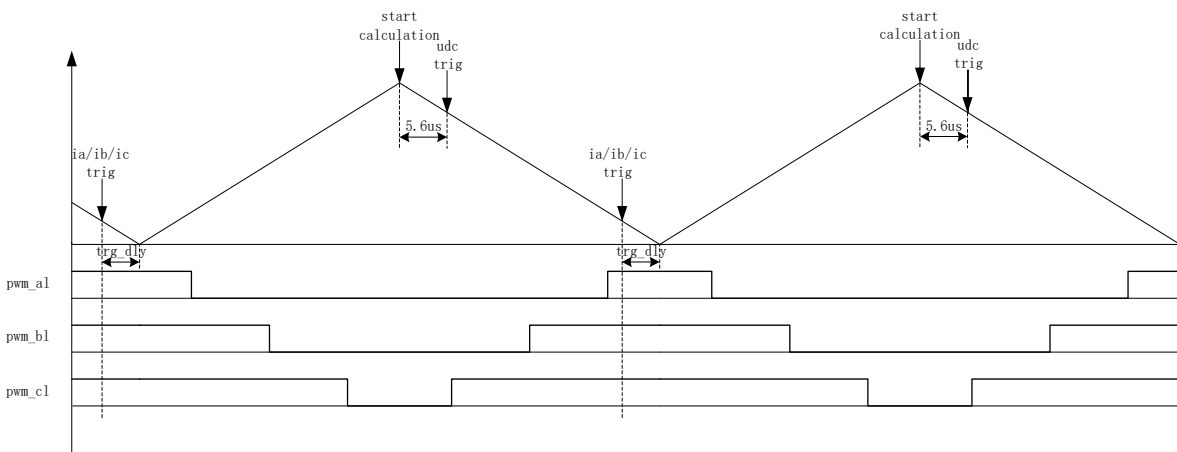 start
calculation
udc
trig
5.6us
ia/ib/ic
trig
trg_dly
start
calculation
udc
trig
5.6us
ia/ib/ic
trig
trg_dly
pwm_al
pwm_bl
pwm_cl